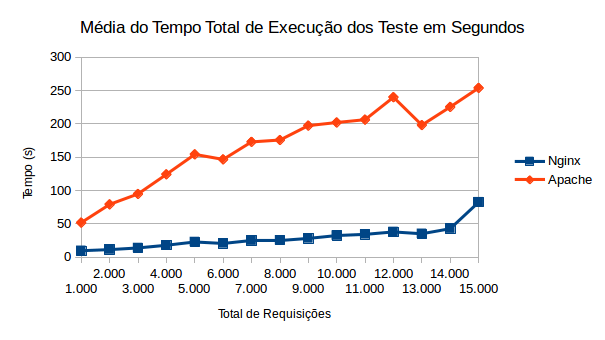 Média do Tempo Total de Execução dos Teste em Segundos
300
250
200
150
100
50
0
Tempo (s)
Nginx
Apache
2.000 4.000 6.000 8.000 10.000 12.000 14.000
1.000 3.000 5.000 7.000 9.000 11.000 13.000 15.000
Total de Requisições